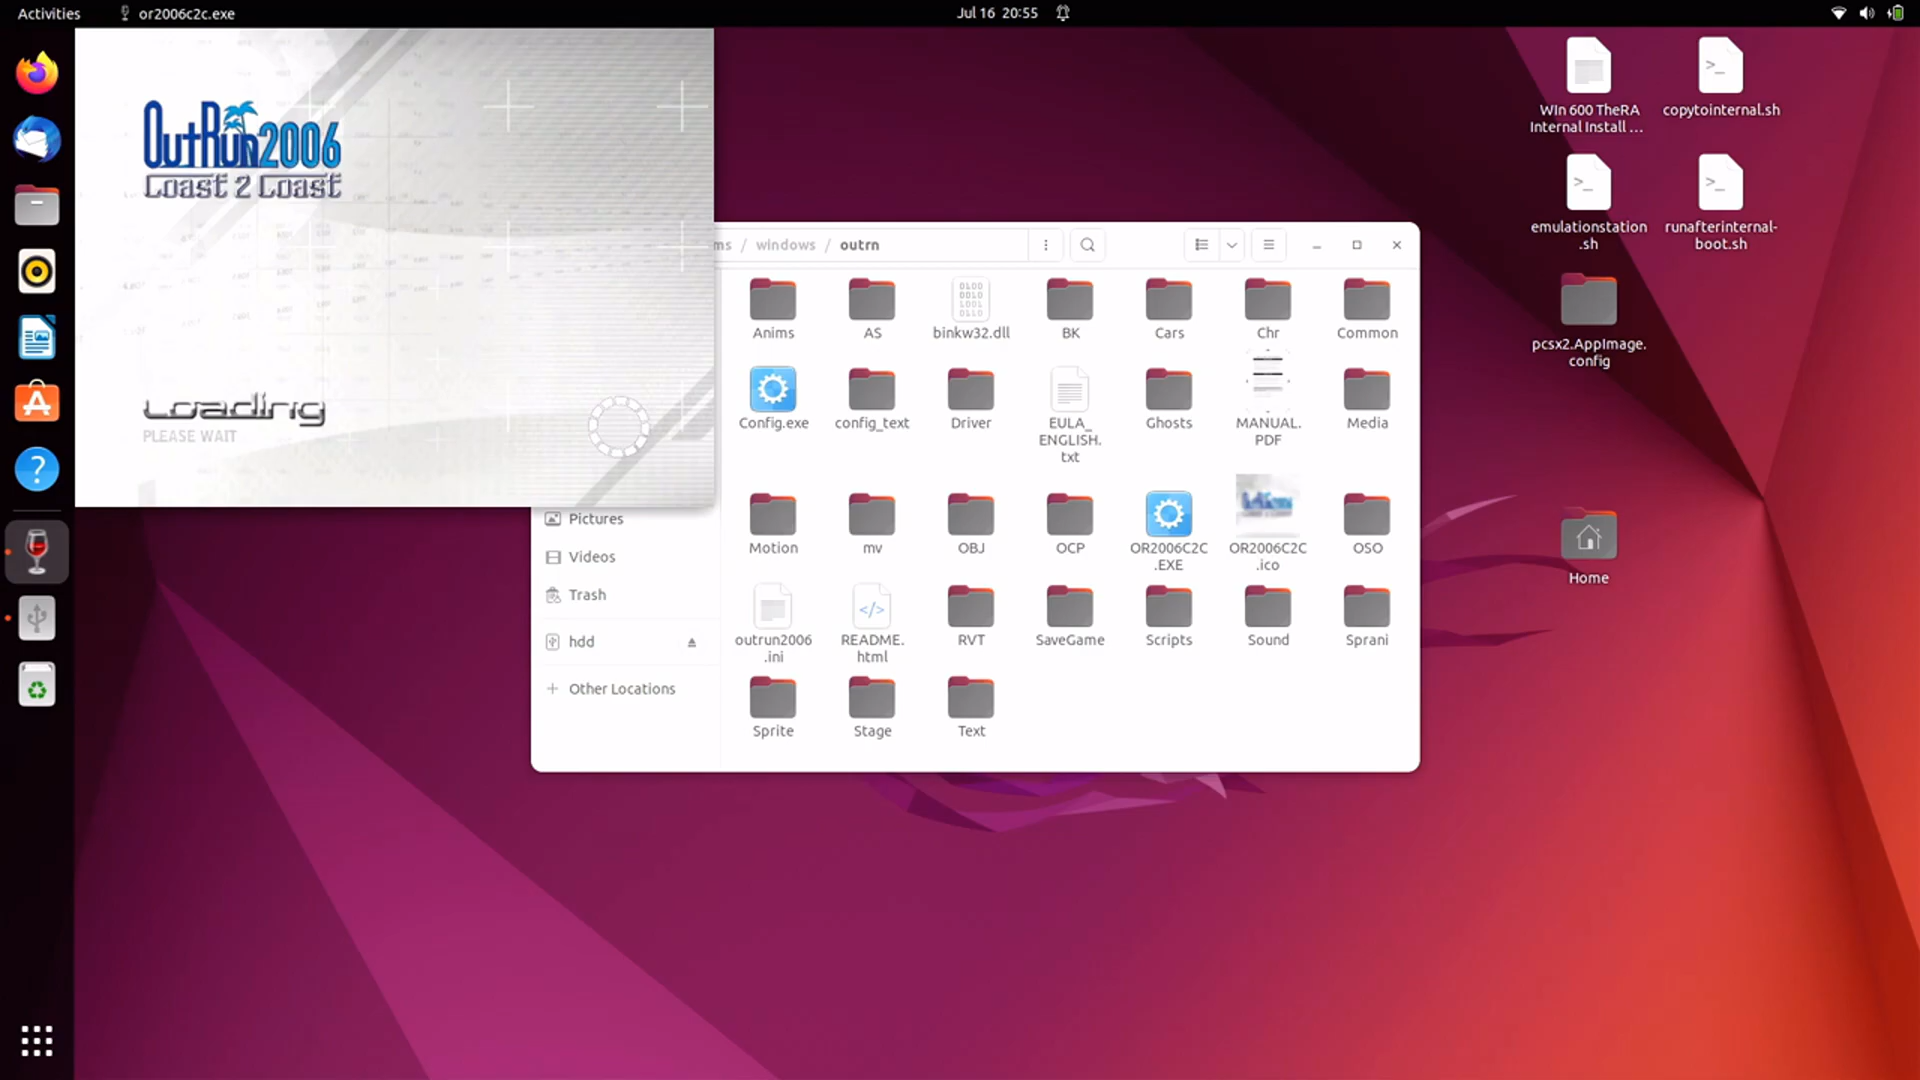 Activities
or2006c2c.exe
Jul 16 20:55
OutRun2006
Coast 2 Coast
Loading
PLEASE WAIT
ms / windows / outrn
Anims
AS
binkw32.dll
BK
Cars
Chr
Common
Config.exe
config_text
Driver
EULA_
ENGLISH.
txt
Ghosts
MANUAL.
PDF
Media
Motion
mv
OBJ
OCP
OR2006C2C
.EXE
OR2006C2C
.ico
OSO
outrun2006
.ini
README.
html
RVT
SaveGame
Scripts
Sound
Sprani
Sprite
Stage
Text
Pictures
Videos
Trash
hdd
Other Locations
WIn 600 TheRA
Internal Install ...
copytointernal.sh
emulationstation
.sh
runafterinternal-
boot.sh
pcsx2.AppImage.
config
Home